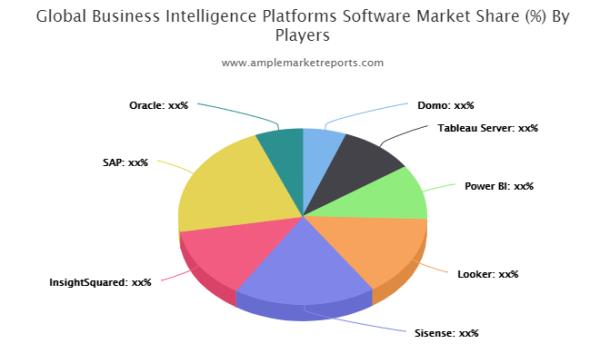 Global Business Intelligence Platforms Software Market Share (%) By
Players
www.amplemarketreports.com
Oracle: xx%
Domo: xx%
Tableau Server: xx%
SAP: xx%
Power BI: xx%
Looker: xx%
InsightSquared: xx%
Sisense: xx%